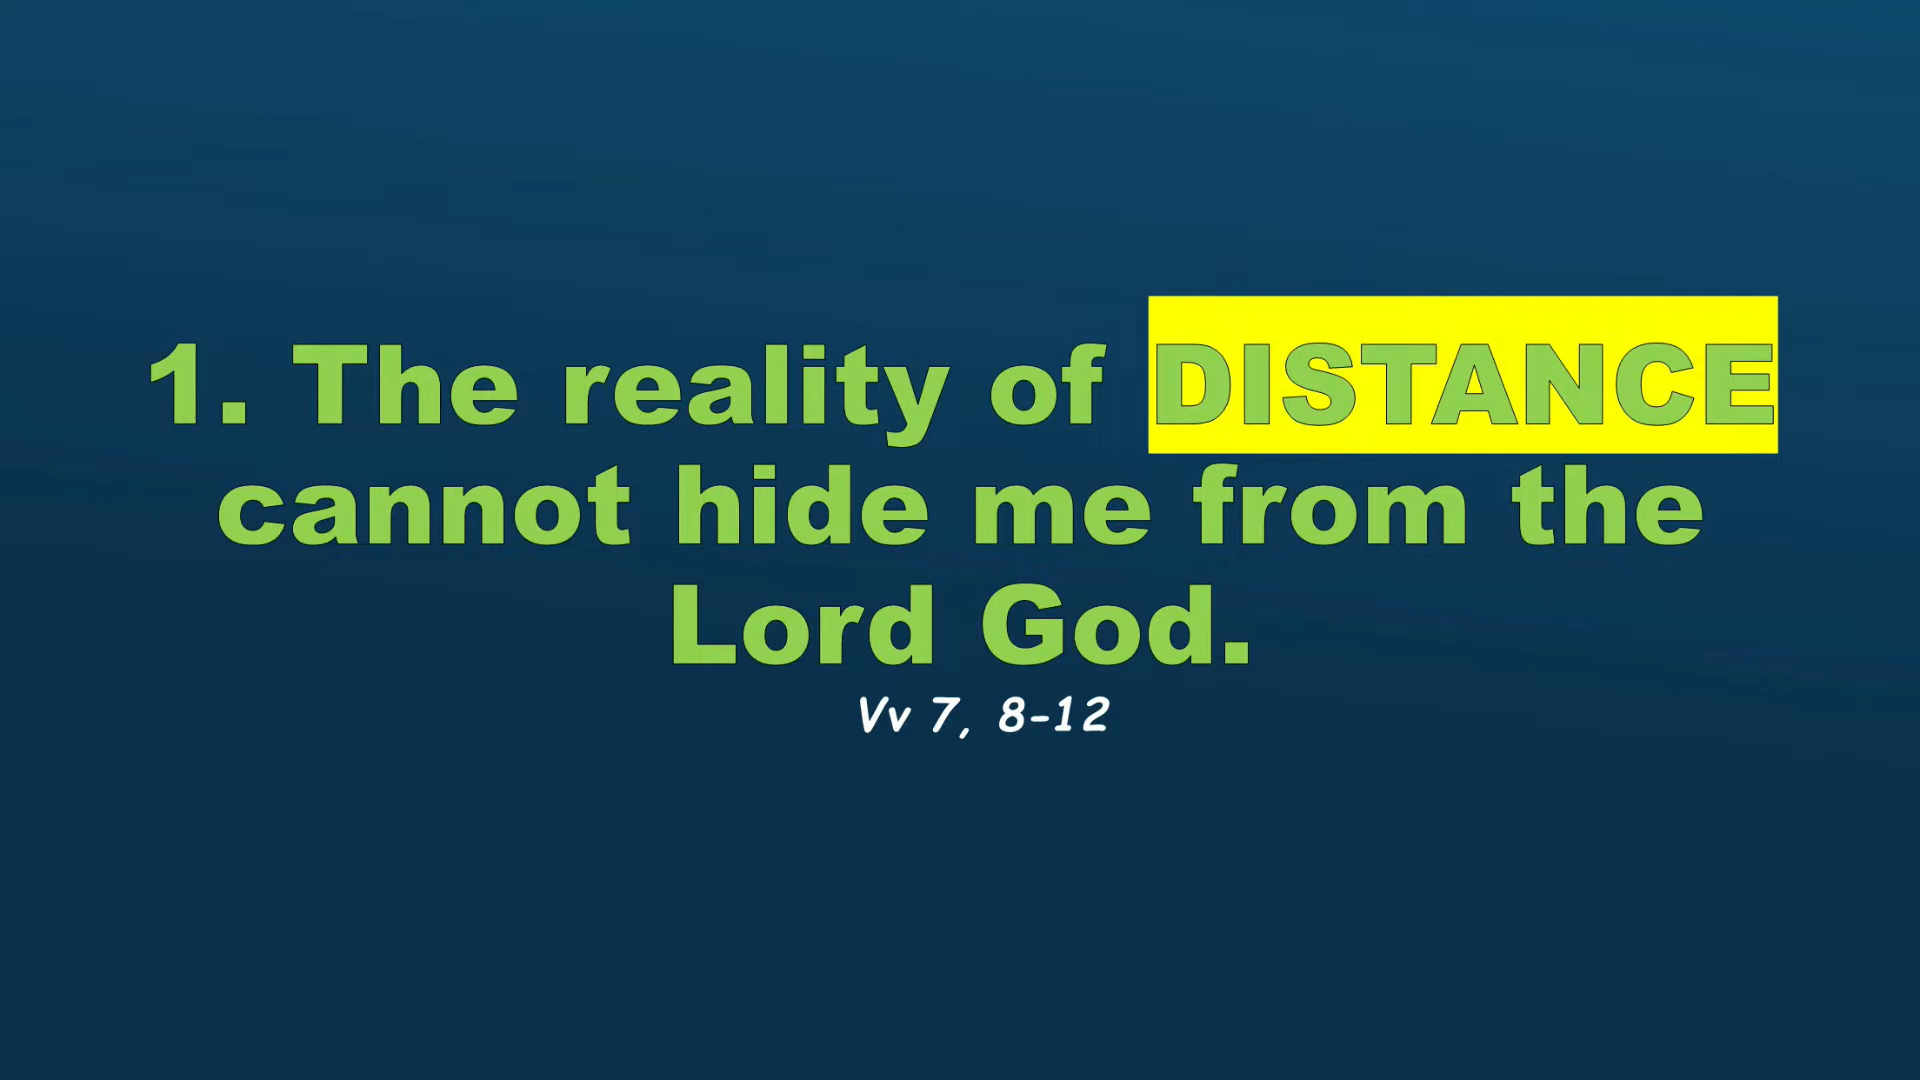 1. The reality of DISTANCE
cannot hide me from the
Lord God.
Vv 7, 8-12